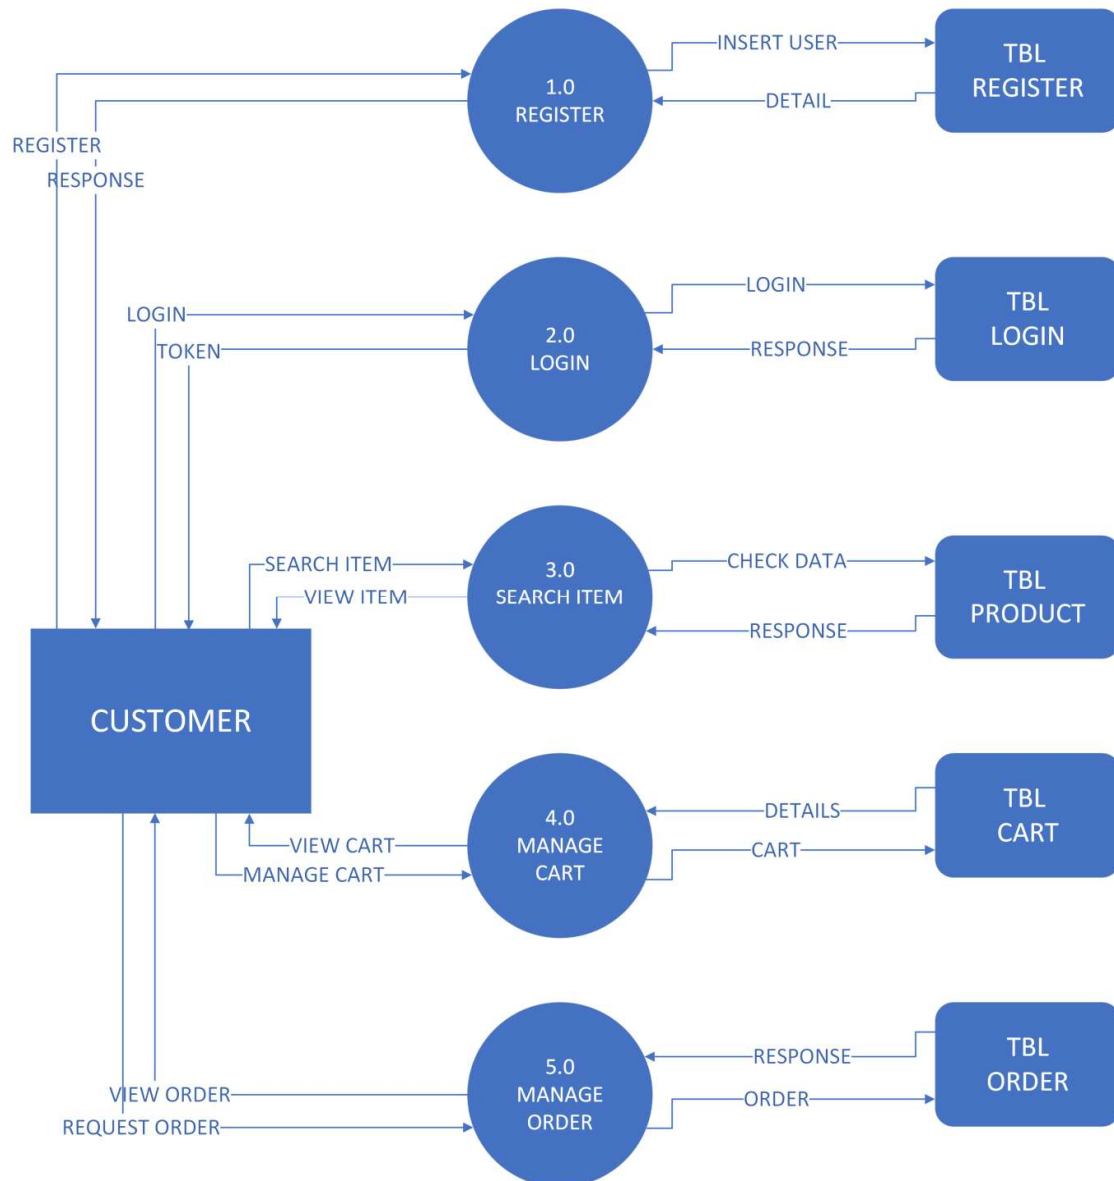 INSERT USER
TBL
REGISTER
1.0
REGISTER
DETAIL
REGISTER
RESPONSE
LOGIN
TBL
LOGIN
LOGIN
2.0
LOGIN
TOKEN
RESPONSE
SEARCH ITEM
3.0
SEARCH ITEM
CHECK DATA
TBL
PRODUCT
VIEW ITEM
RESPONSE
CUSTOMER
VIEW CART
MANAGE CART
4.0
MANAGE
CART
DETAILS
CART
TBL
CART
VIEW ORDER
REQUEST ORDER
5.0
MANAGE
ORDER
RESPONSE
ORDER
TBL
ORDER